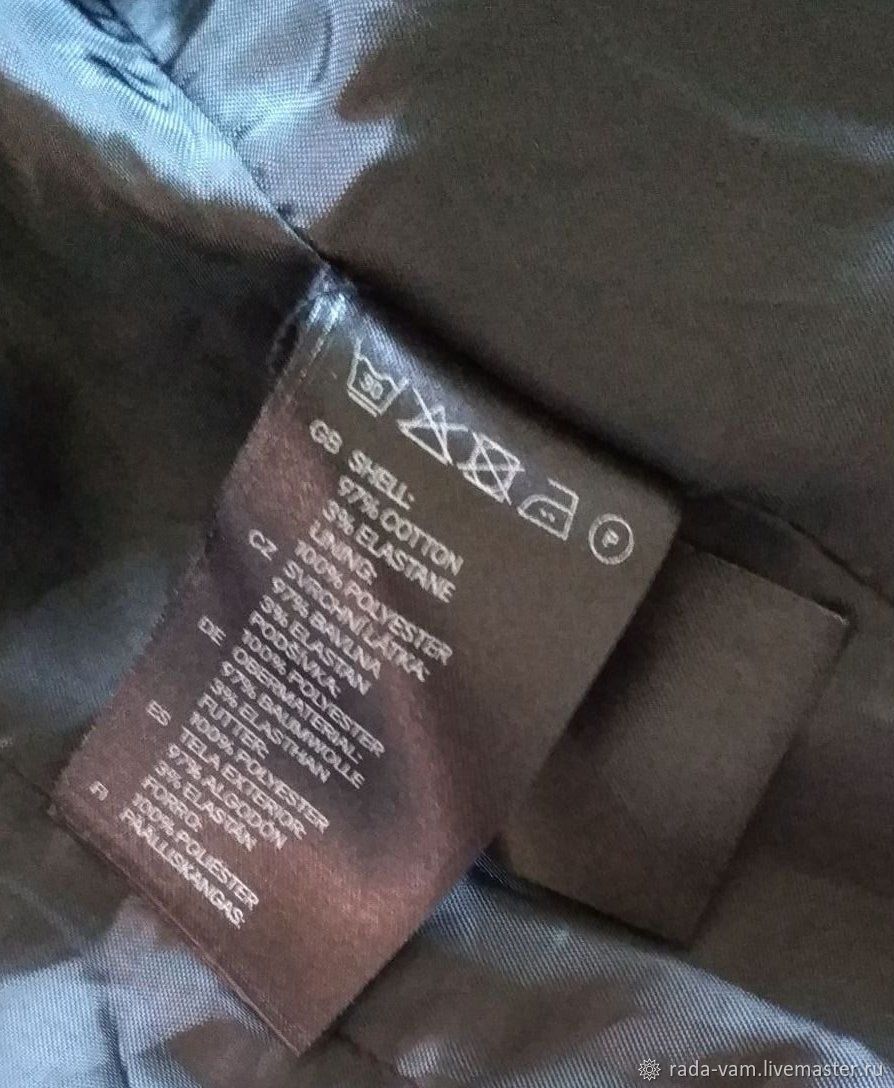 30
P
GB SHELL:
97% COTTON
3% ELASTANE
LINING:
100% POLYESTER
CZ SVRCHNÍ LÁTKA:
97% BAVLNA
3% ELASTAN
PODŠÍVKA:
100% POLYESTER
DE OBERMATERIAL:
97% BAUMWOLLE
3% ELASTHAN
FUTTER:
100% POLYESTER
ES TELA EXTERIOR:
97% ALGODÓN
3% ELASTÁN
FORRO:
100% POLIÉSTER
FI PÄÄLLISKANGAS:
rada-vam.livemaster.ru